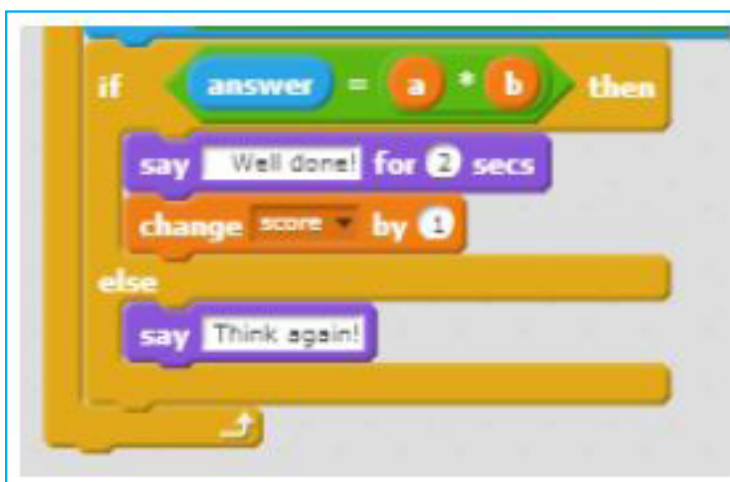 if answer = a * b then
say Well done! for 2 secs
change score by 1
else
say Think again!